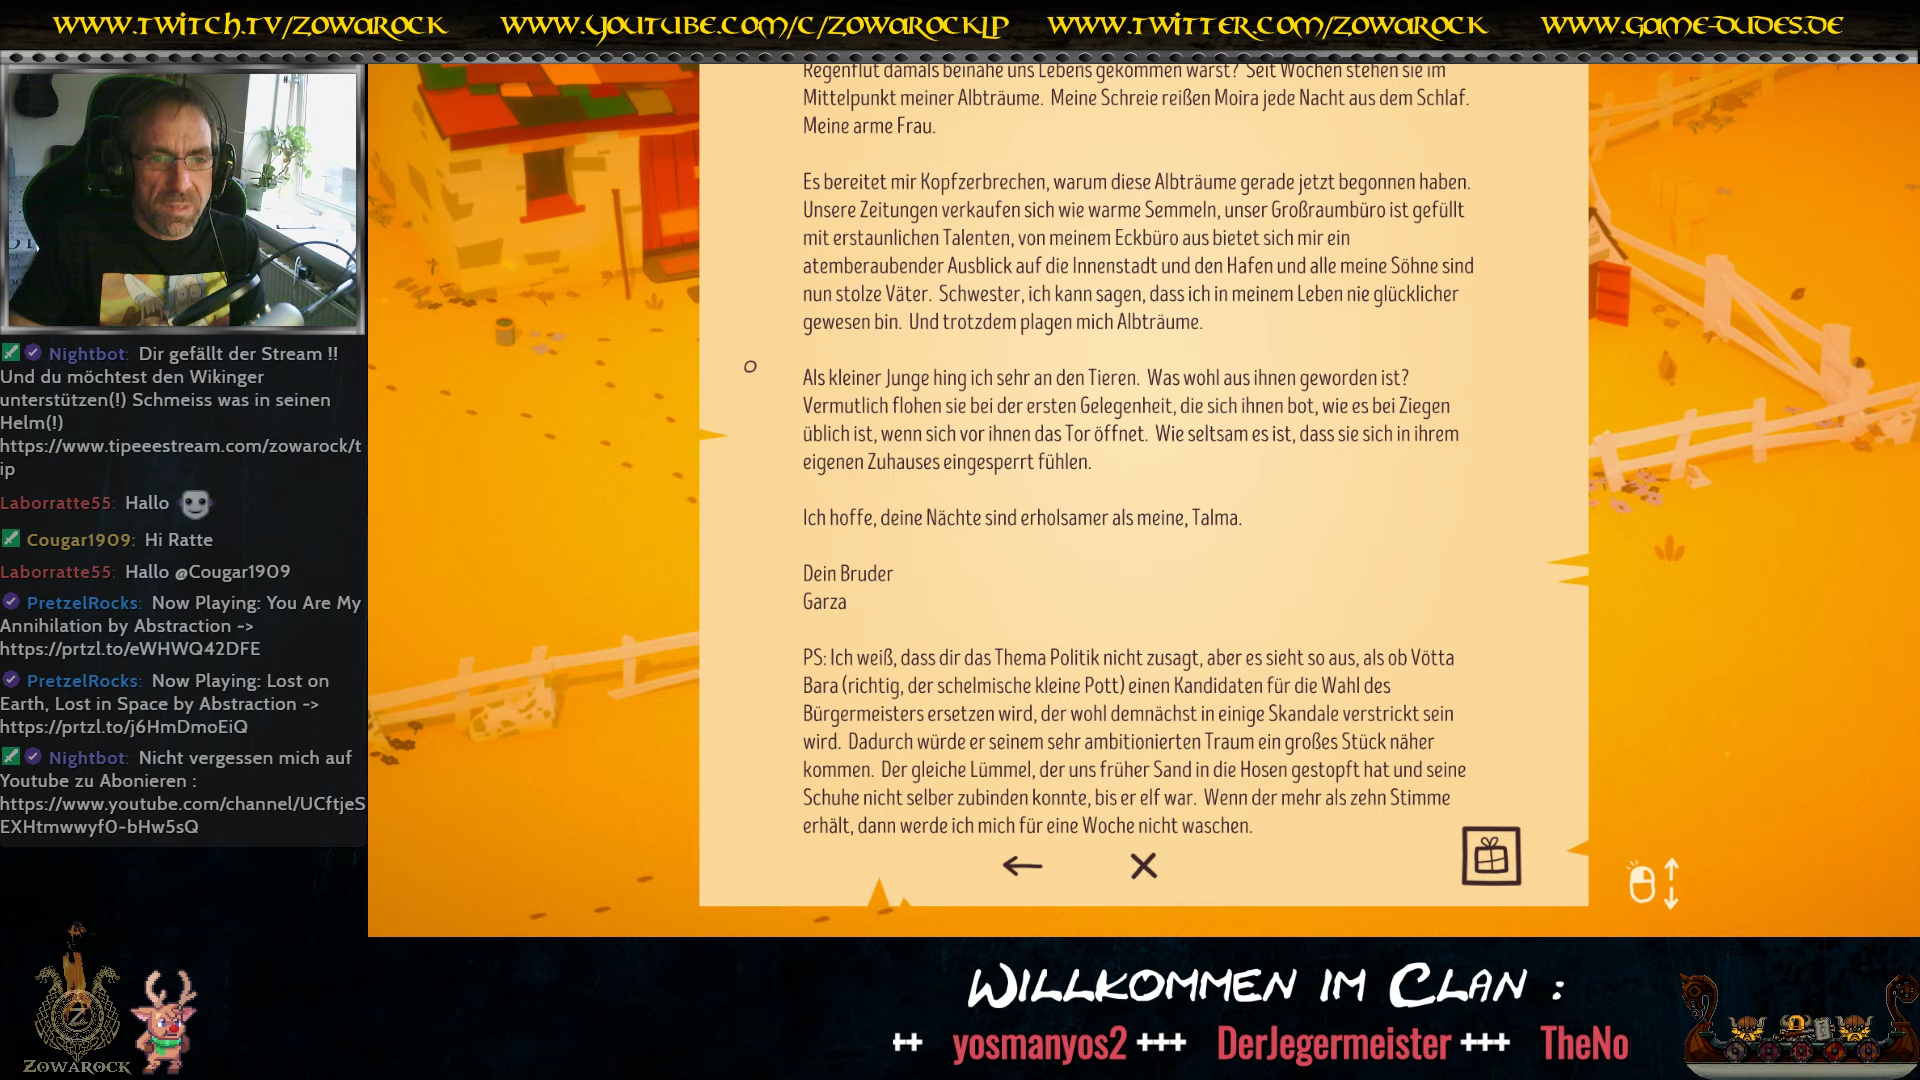 www.twitch.tv/zowarock www.youtube.com/c/zowarocklp www.twitter.com/zowarock www.game-dudes.de
Nightbot: Dir gefällt der Stream !!
Und du möchtest den Wikinger
unterstützen(!) Schmeiss was in seinen
Helm(!)
https://www.tipeeestream.com/zowarock/t
ip
Laborratte55: Hallo
Cougar1909: Hi Ratte
Laborratte55: Hallo @Cougar1909
PretzelRocks: Now Playing: You Are My
Annihilation by Abstraction ->
https://prtzl.to/eWHWQ42DFE
PretzelRocks: Now Playing: Lost on
Earth, Lost in Space by Abstraction ->
https://prtzl.to/j6HmDmoEiQ
Nightbot: Nicht vergessen mich auf
Youtube zu Abonieren :
https://www.youtube.com/channel/UCftjeS
EXHtmwwyf0-bHw5sQ
Regenflut damals beinahe uns Lebens gekommen warst? Seit Wochen stehen sie im
Mittelpunkt meiner Albträume. Meine Schreie reißen Moira jede Nacht aus dem Schlaf.
Meine arme Frau.
Es bereitet mir Kopfzerbrechen, warum diese Albträume gerade jetzt begonnen haben.
Unsere Zeitungen verkaufen sich wie warme Semmeln, unser Großraumbüro ist gefüllt
mit erstaunlichen Talenten, von meinem Eckbüro aus bietet sich mir ein
atemberaubender Ausblick auf die Innenstadt und den Hafen und alle meine Söhne sind
nun stolze Väter. Schwester, ich kann sagen, dass ich in meinem Leben nie glücklicher
gewesen bin. Und trotzdem plagen mich Albträume.
Als kleiner Junge hing ich sehr an den Tieren. Was wohl aus ihnen geworden ist?
Vermutlich flohen sie bei der ersten Gelegenheit, die sich ihnen bot, wie es bei Ziegen
üblich ist, wenn sich vor ihnen das Tor öffnet. Wie seltsam es ist, dass sie sich in ihrem
eigenen Zuhauses eingesperrt fühlen.
Ich hoffe, deine Nächte sind erholsamer als meine, Talma.
Dein Bruder
Garza
PS: Ich weiß, dass dir das Thema Politik nicht zusagt, aber es sieht so aus, als ob Vötta
Bara (richtig, der schelmische kleine Pott) einen Kandidaten für die Wahl des
Bürgermeisters ersetzen wird, der wohl demnächst in einige Skandale verstrickt sein
wird. Dadurch würde er seinem sehr ambitionierten Traum ein großes Stück näher
kommen. Der gleiche Lümmel, der uns früher Sand in die Hosen gestopft hat und seine
Schuhe nicht selber zubinden konnte, bis er elf war. Wenn der mehr als zehn Stimme
erhält, dann werde ich mich für eine Woche nicht waschen.
Z
ZOWAROCK
Willkommen im Clan :
++ yosmanyos2 +++ DerJegermeister +++ TheNo